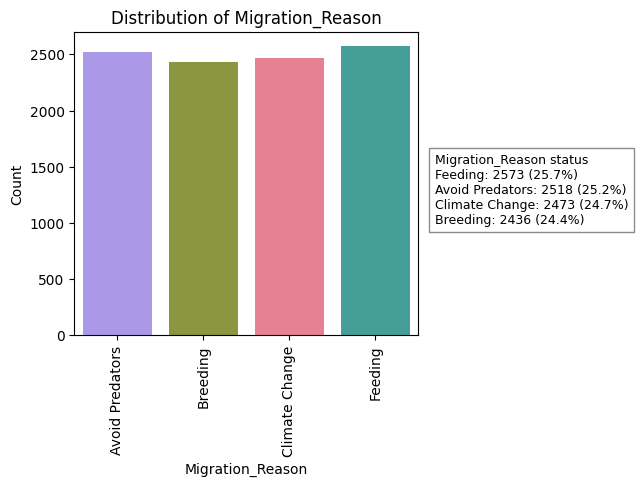 Distribution of Migration_Reason
2500
2000
1500
1000
500
0
Count
Avoid Predators
Breeding
Climate Change
Feeding
Migration_Reason
Migration_Reason status
Feeding: 2573 (25.7%)
Avoid Predators: 2518 (25.2%)
Climate Change: 2473 (24.7%)
Breeding: 2436 (24.4%)